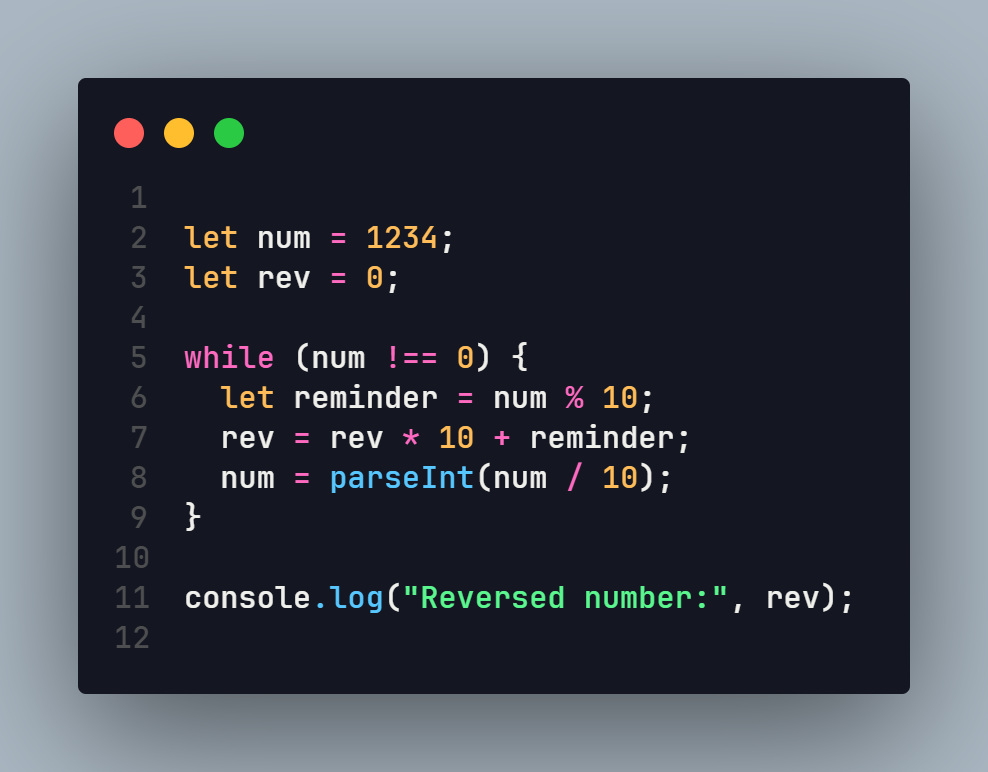 1
2 let num = 1234;
3 let rev = 0;
4
5 while (num !== 0) {
6   let reminder = num % 10;
7   rev = rev * 10 + reminder;
8   num = parseInt(num / 10);
9 }
10
11 console.log("Reversed number:", rev);
12